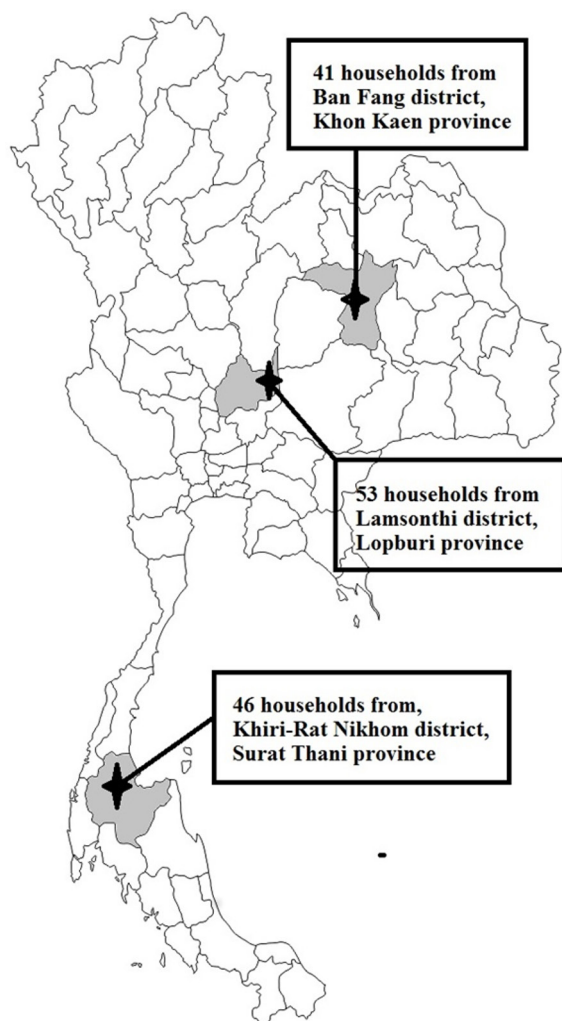 41 households from
Ban Fang district,
Khon Kaen province
53 households from
Lamsonthi district,
Lopburi province
46 households from,
Khiri-Rat Nikhom district,
Surat Thani province